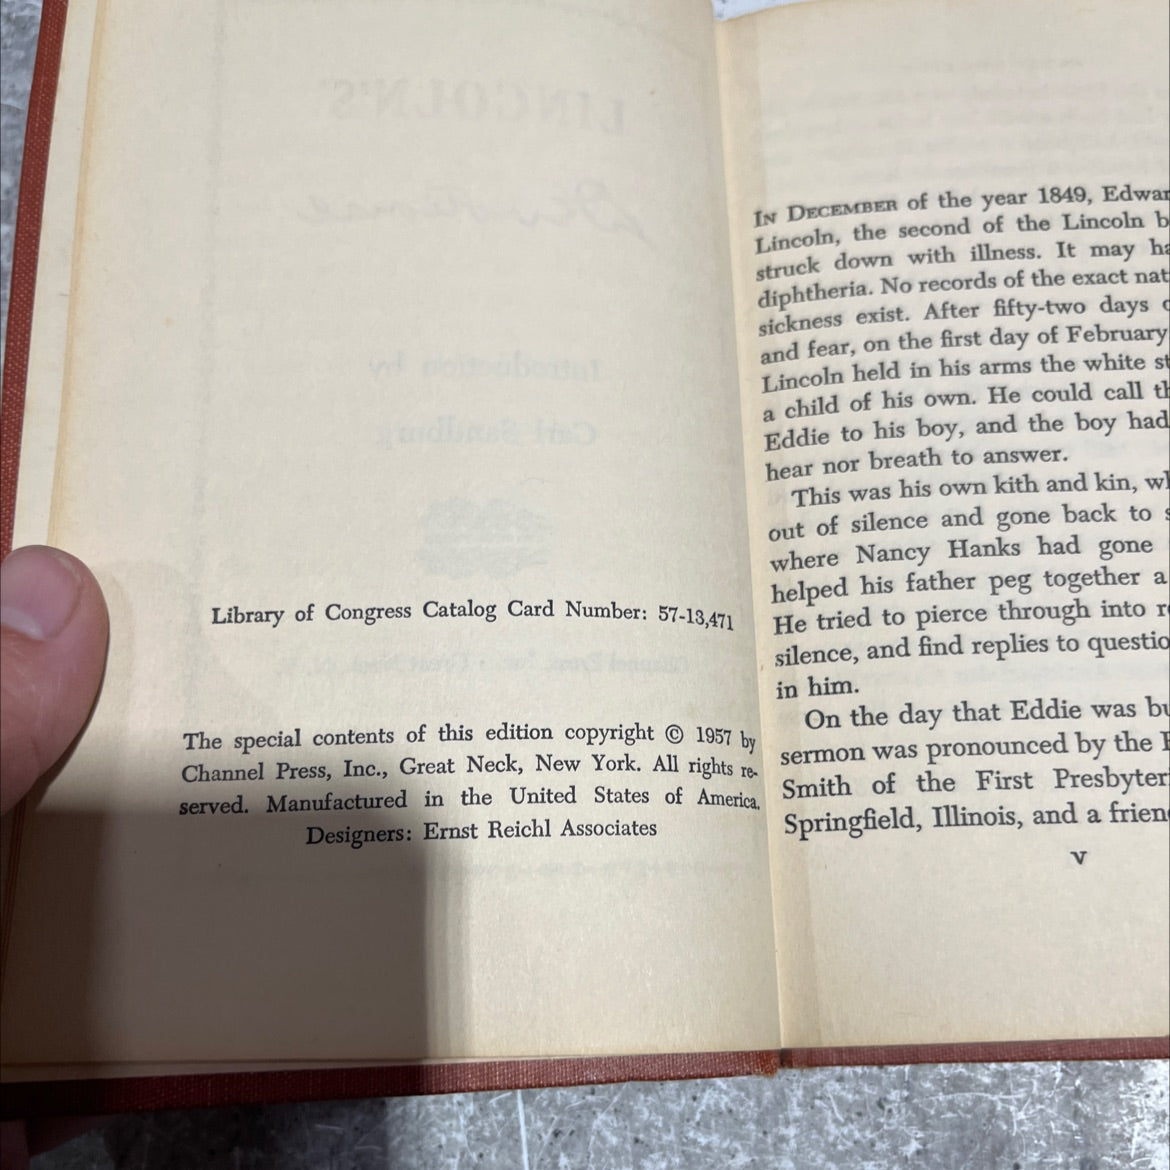 Library of Congress Catalog Card Number: 57-13,471
The special contents of this edition copyright © 1957 by
Channel Press, Inc., Great Neck, New York. All rights re-
served. Manufactured in the United States of America.
Designers: Ernst Reichl Associates
IN DECEMBER of the year 1849, Edwar
Lincoln, the second of the Lincoln b
struck down with illness. It may ha
diphtheria. No records of the exact nat
sickness exist. After fifty-two days
and fear, on the first day of February
Lincoln held in his arms the white st
a child of his own. He could call th
Eddie to his boy, and the boy had
hear nor breath to answer.
This was his own kith and kin, wh
out of silence and gone back to s
where Nancy Hanks had gone
helped his father peg together a
He tried to pierce through into re
silence, and find replies to questio
in him.
On the day that Eddie was bu
sermon was pronounced by the
Smith of the First Presbyter
Springfield, Illinois, and a frien
v